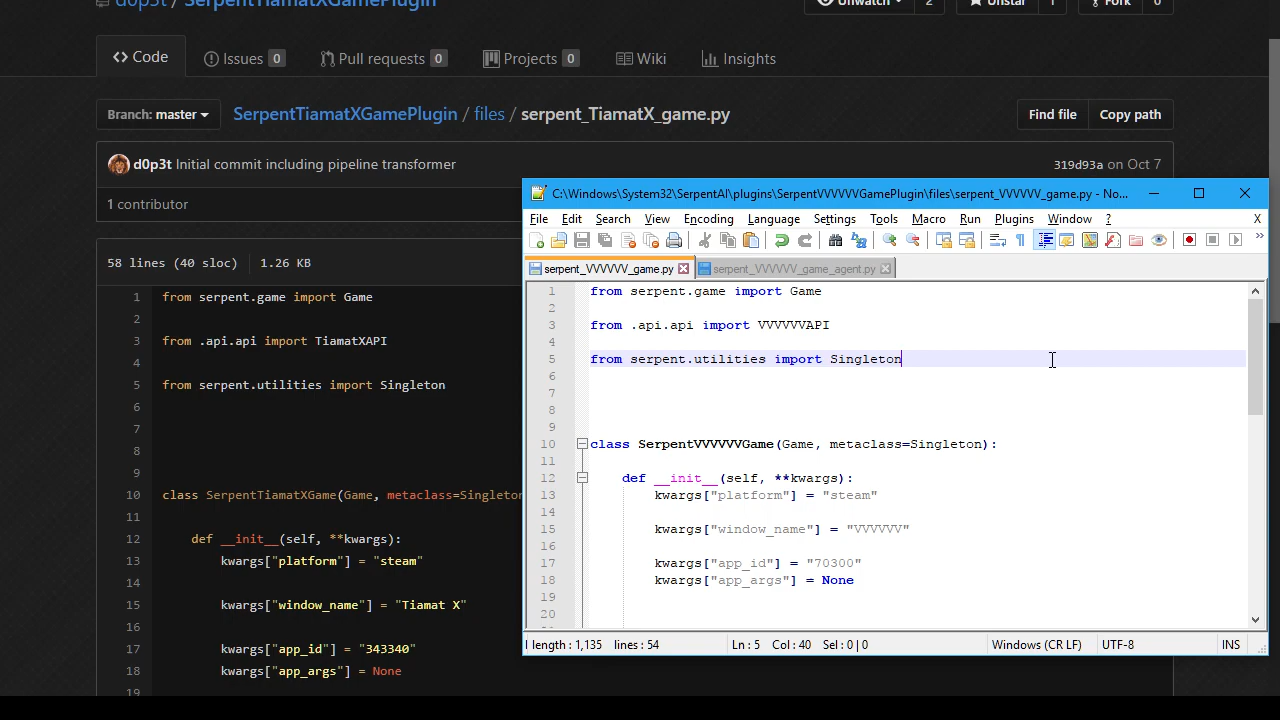 d0p3t / SerpentTiamatXGamePlugin
Unwatch 2 Unstar 1 Fork 0
Code Issues 0 Pull requests 0 Projects 0 Wiki Insights
Branch: master SerpentTiamatXGamePlugin / files / serpent_TiamatX_game.py Find file Copy path
d0p3t Initial commit including pipeline transformer 319d93a on Oct 7
1 contributor
58 lines (40 sloc) 1.26 KB
1 from serpent.game import Game
2
3 from .api.api import TiamatXAPI
4
5 from serpent.utilities import Singleton
6
7
8
9
10 class SerpentTiamatXGame(Game, metaclass=Singleton
11
12 def __init__(self, **kwargs):
13 kwargs["platform"] = "steam"
14
15 kwargs["window_name"] = "Tiamat X"
16
17 kwargs["app_id"] = "343340"
18 kwargs["app_args"] = None
19
C:\Windows\System32\SerpentAI\plugins\SerpentVVVVVVGamePlugin\files\serpent_VVVVVV_game.py - No...
File Edit Search View Encoding Language Settings Tools Macro Run Plugins Window ? X
serpent_VVVVVV_game.py serpent_VVVVVV_game_agent.py
1 from serpent.game import Game
2
3 from .api.api import VVVVVVAPI
4
5 from serpent.utilities import Singleton
6
7
8
9
10 class SerpentVVVVVVGame(Game, metaclass=Singleton):
11
12 def __init__(self, **kwargs):
13 kwargs["platform"] = "steam"
14
15 kwargs["window_name"] = "VVVVVV"
16
17 kwargs["app_id"] = "70300"
18 kwargs["app_args"] = None
19
20
length : 1,135 lines : 54 Ln : 5 Col : 40 Sel : 0 | 0 Windows (CR LF) UTF-8 INS